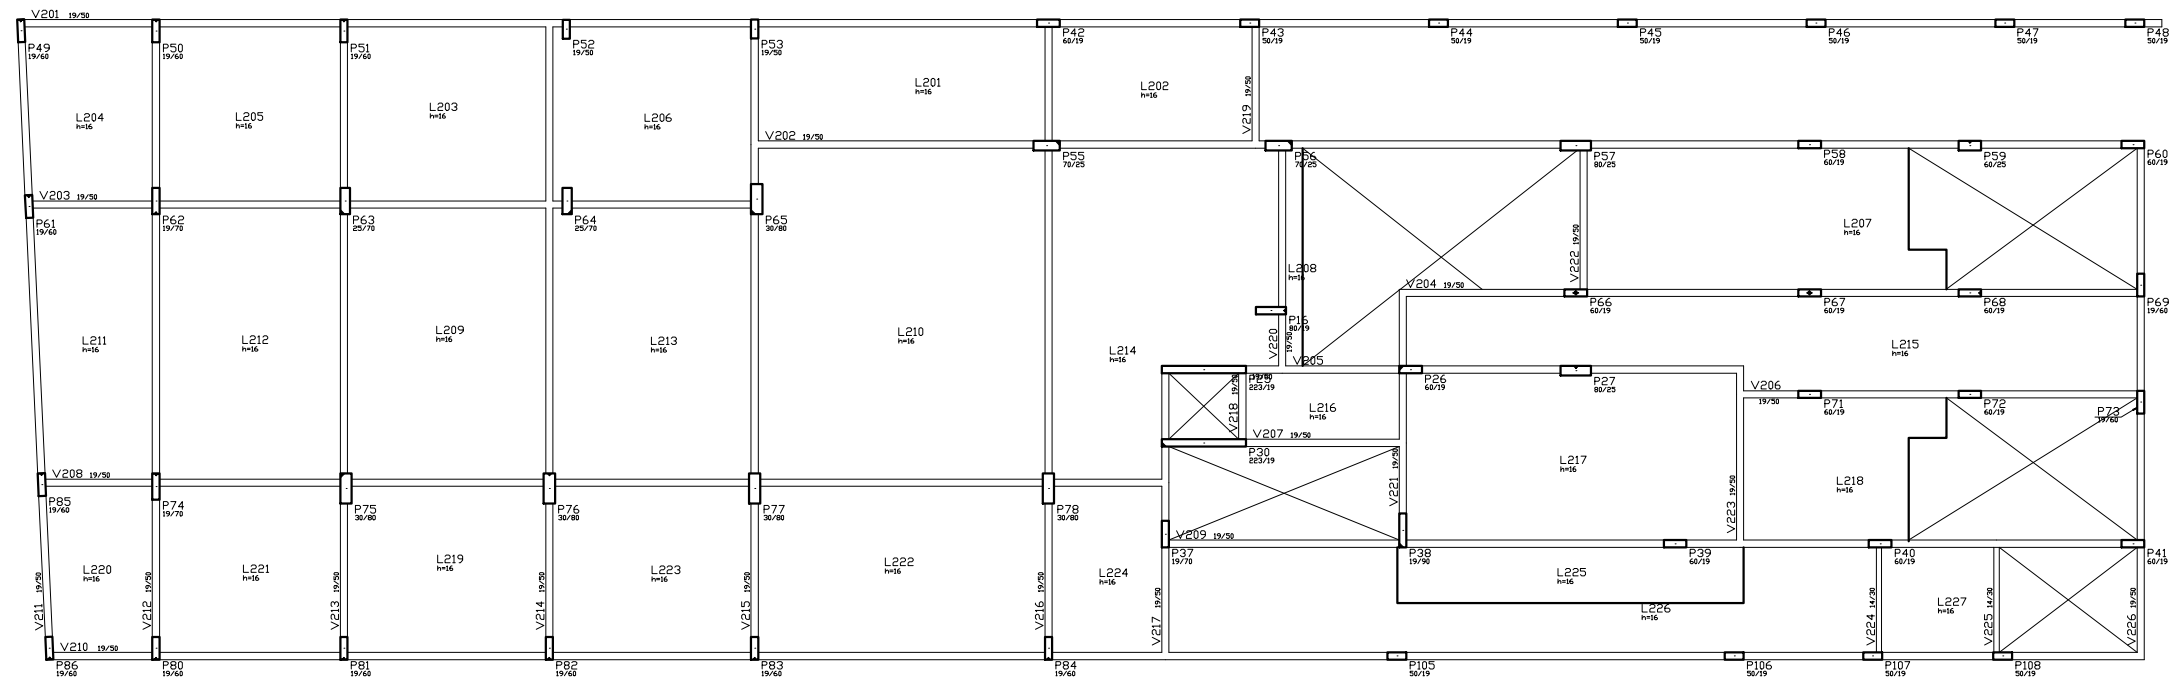 V201 19/50
P49
19/60
P50
19/60
P51
19/60
P52
19/50
P53
19/50
P42
60/19
P43
50/19
P44
50/19
P45
50/19
P46
50/19
P47
50/19
P48
50/19
L204
h=16
L205
h=16
L203
h=16
L206
h=16
L201
h=16
L202
h=16
V219 19/50
V202 19/50
P55
70/25
P56
70/25
P57
80/25
P58
60/19
P59
60/25
P60
60/19
V203 19/50
P61
19/60
P62
19/70
P63
25/70
P64
25/70
P65
30/80
L207
h=16
L208
h=16
V222 19/50
V204 19/50
P66
60/19
P67
60/19
P68
60/19
P69
19/60
P16
80/19
V220 19/50
L211
h=16
L212
h=16
L209
h=16
L213
h=16
L210
h=16
L214
h=16
L215
h=16
V205
P25
223/19
V218 19/50
P26
60/19
P27
80/25
V206
19/50
P71
60/19
P72
60/19
P73
19/60
L216
h=16
V207 19/50
P30
223/19
V221 19/50
L217
h=16
L218
h=16
V223 19/50
V208 19/50
P85
19/60
P74
19/70
P75
30/80
P76
30/80
P77
30/80
P78
30/80
V209 19/50
P37
19/70
P38
19/90
P39
60/19
P40
60/19
P41
60/19
L220
h=16
L221
h=16
L219
h=16
L223
h=16
L222
h=16
L224
h=16
L225
h=16
L226
h=16
L227
h=16
V211 19/50
V212 19/50
V213 19/50
V214 19/50
V215 19/50
V216 19/50
V217 19/50
V224 14/30
V225 14/30
V226 19/50
V210 19/50
P86
19/60
P80
19/60
P81
19/60
P82
19/60
P83
19/60
P84
19/60
P105
50/19
P106
50/19
P107
50/19
P108
50/19